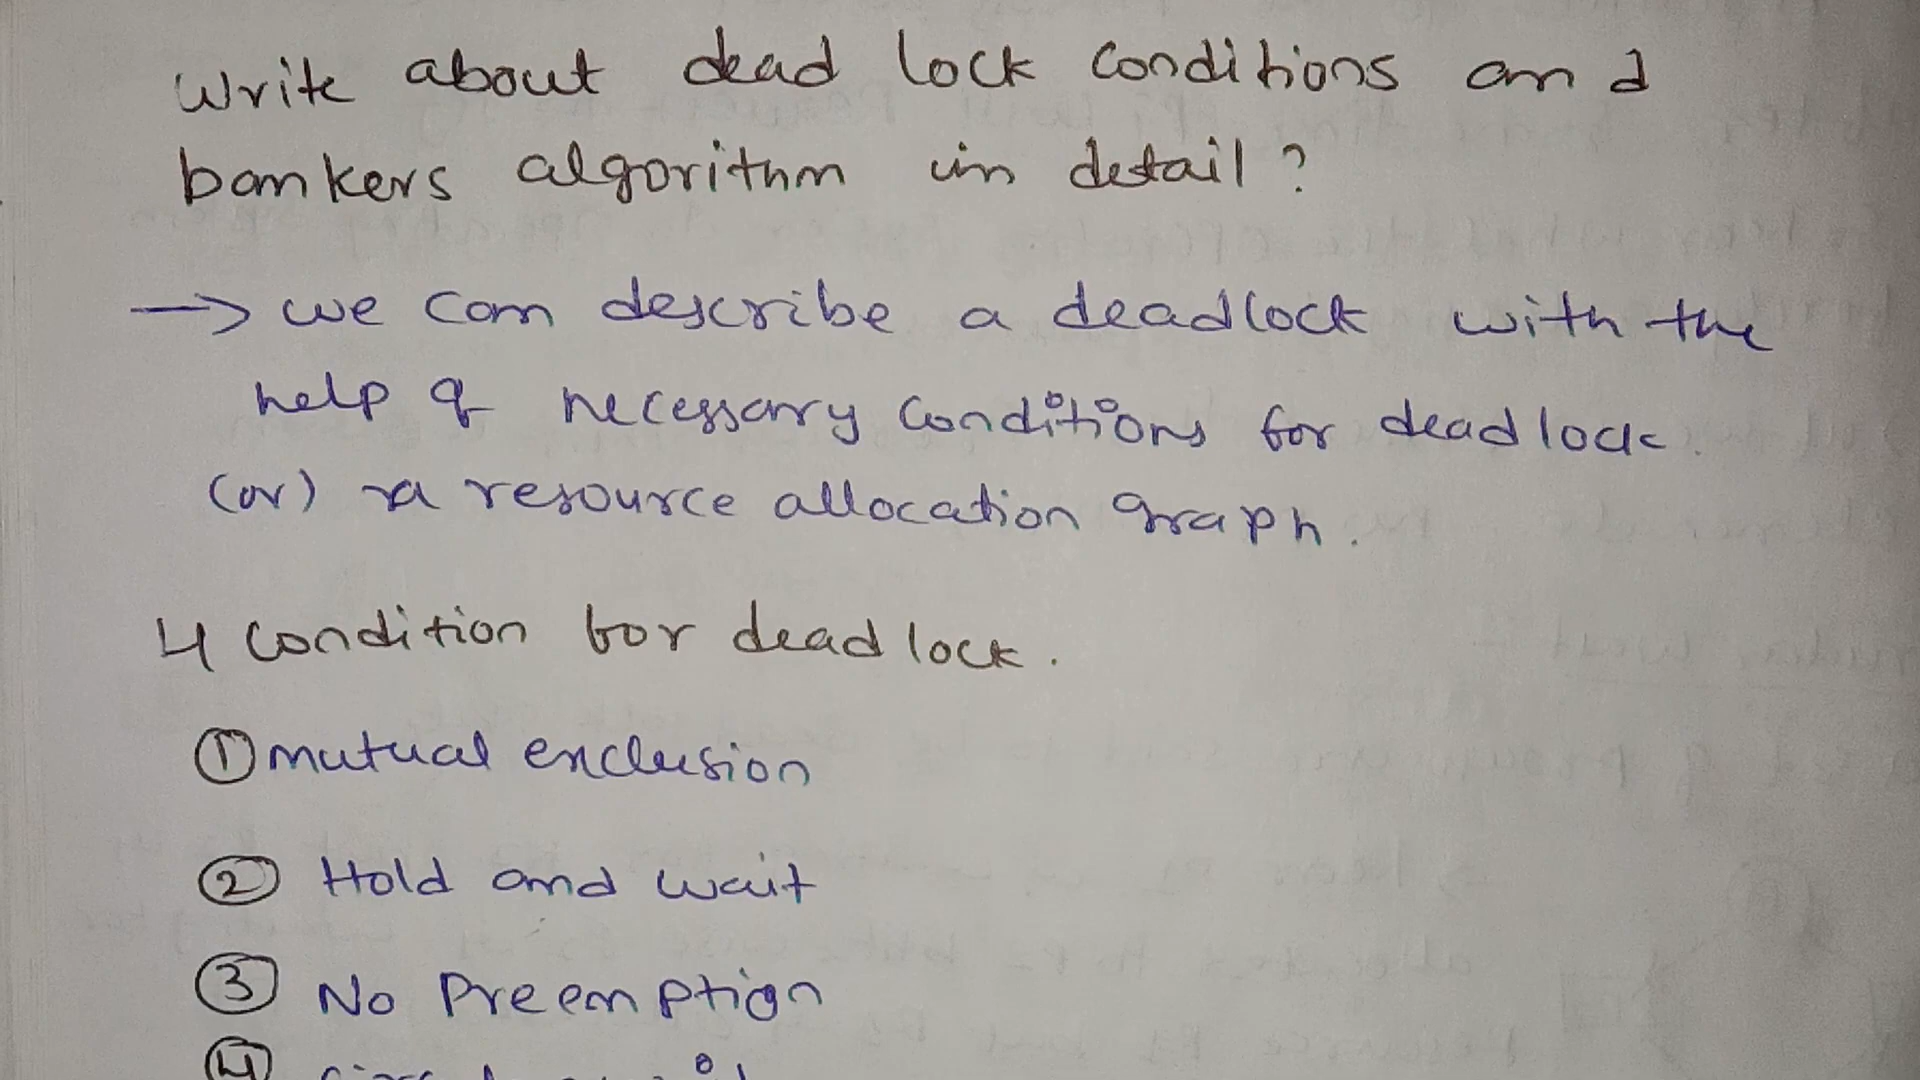 Write about dead lock conditions and
bankers algorithm in detail?
→ we can describe a deadlock with the
help of necessary conditions for deadlock.
(or) a resource allocation graph.
4 condition for dead lock.
① mutual exclusion
② Hold and wait
③ No Preemption
④